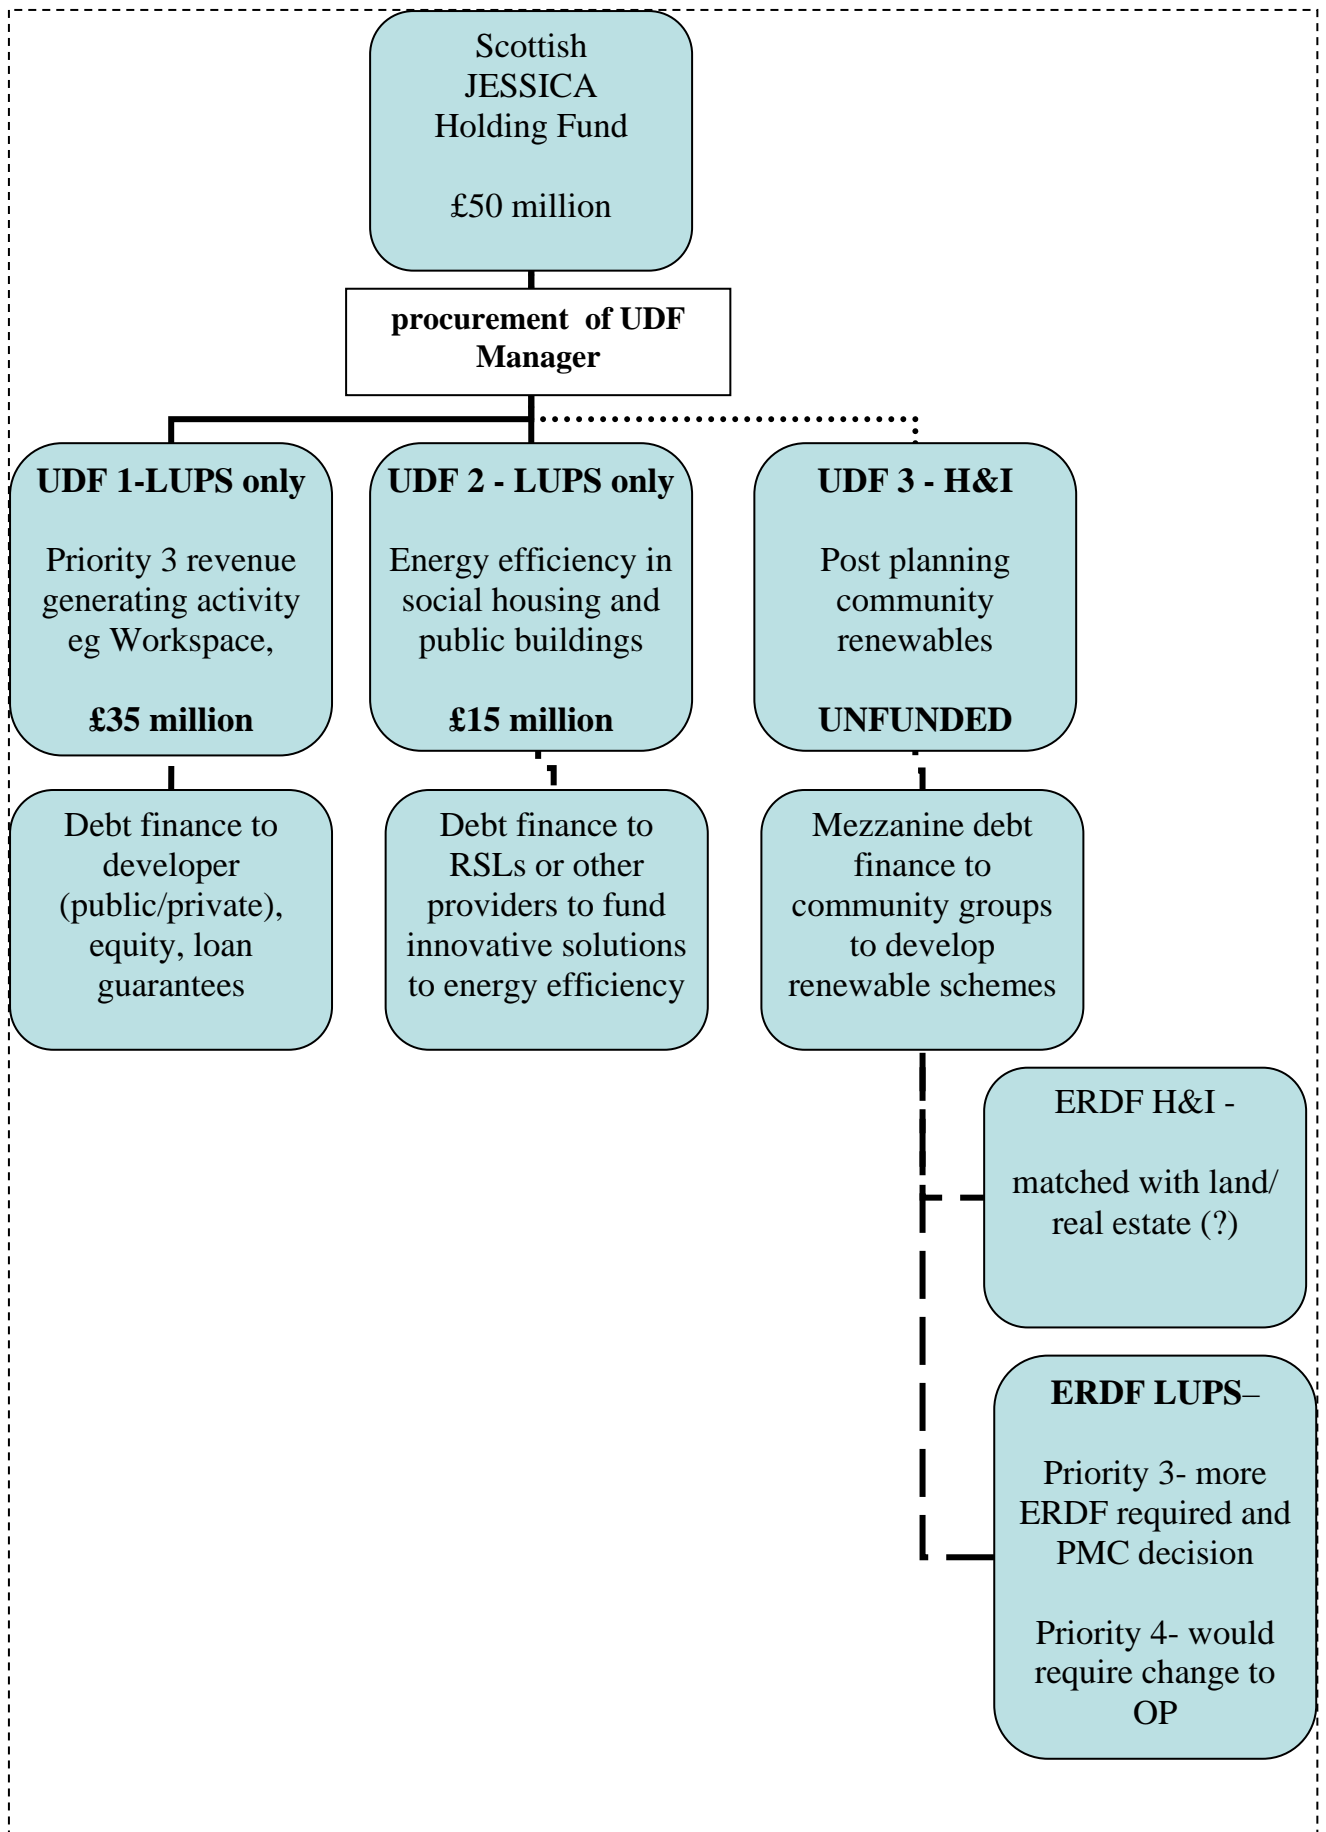 Scottish
JESSICA
Holding Fund
£50 million
procurement of UDF
Manager
UDF 1-LUPS only
Priority 3 revenue
generating activity
eg Workspace,
£35 million
UDF 2 - LUPS only
Energy efficiency in
social housing and
public buildings
£15 million
UDF 3 - H&I
Post planning
community
renewables
UNFUNDED
Debt finance to
developer
(public/private),
equity, loan
guarantees
Debt finance to
RSLs or other
providers to fund
innovative solutions
to energy efficiency
Mezzanine debt
finance to
community groups
to develop
renewable schemes
ERDF H&I -
matched with land/
real estate (?)
ERDF LUPS–
Priority 3- more
ERDF required and
PMC decision
Priority 4- would
require change to
OP